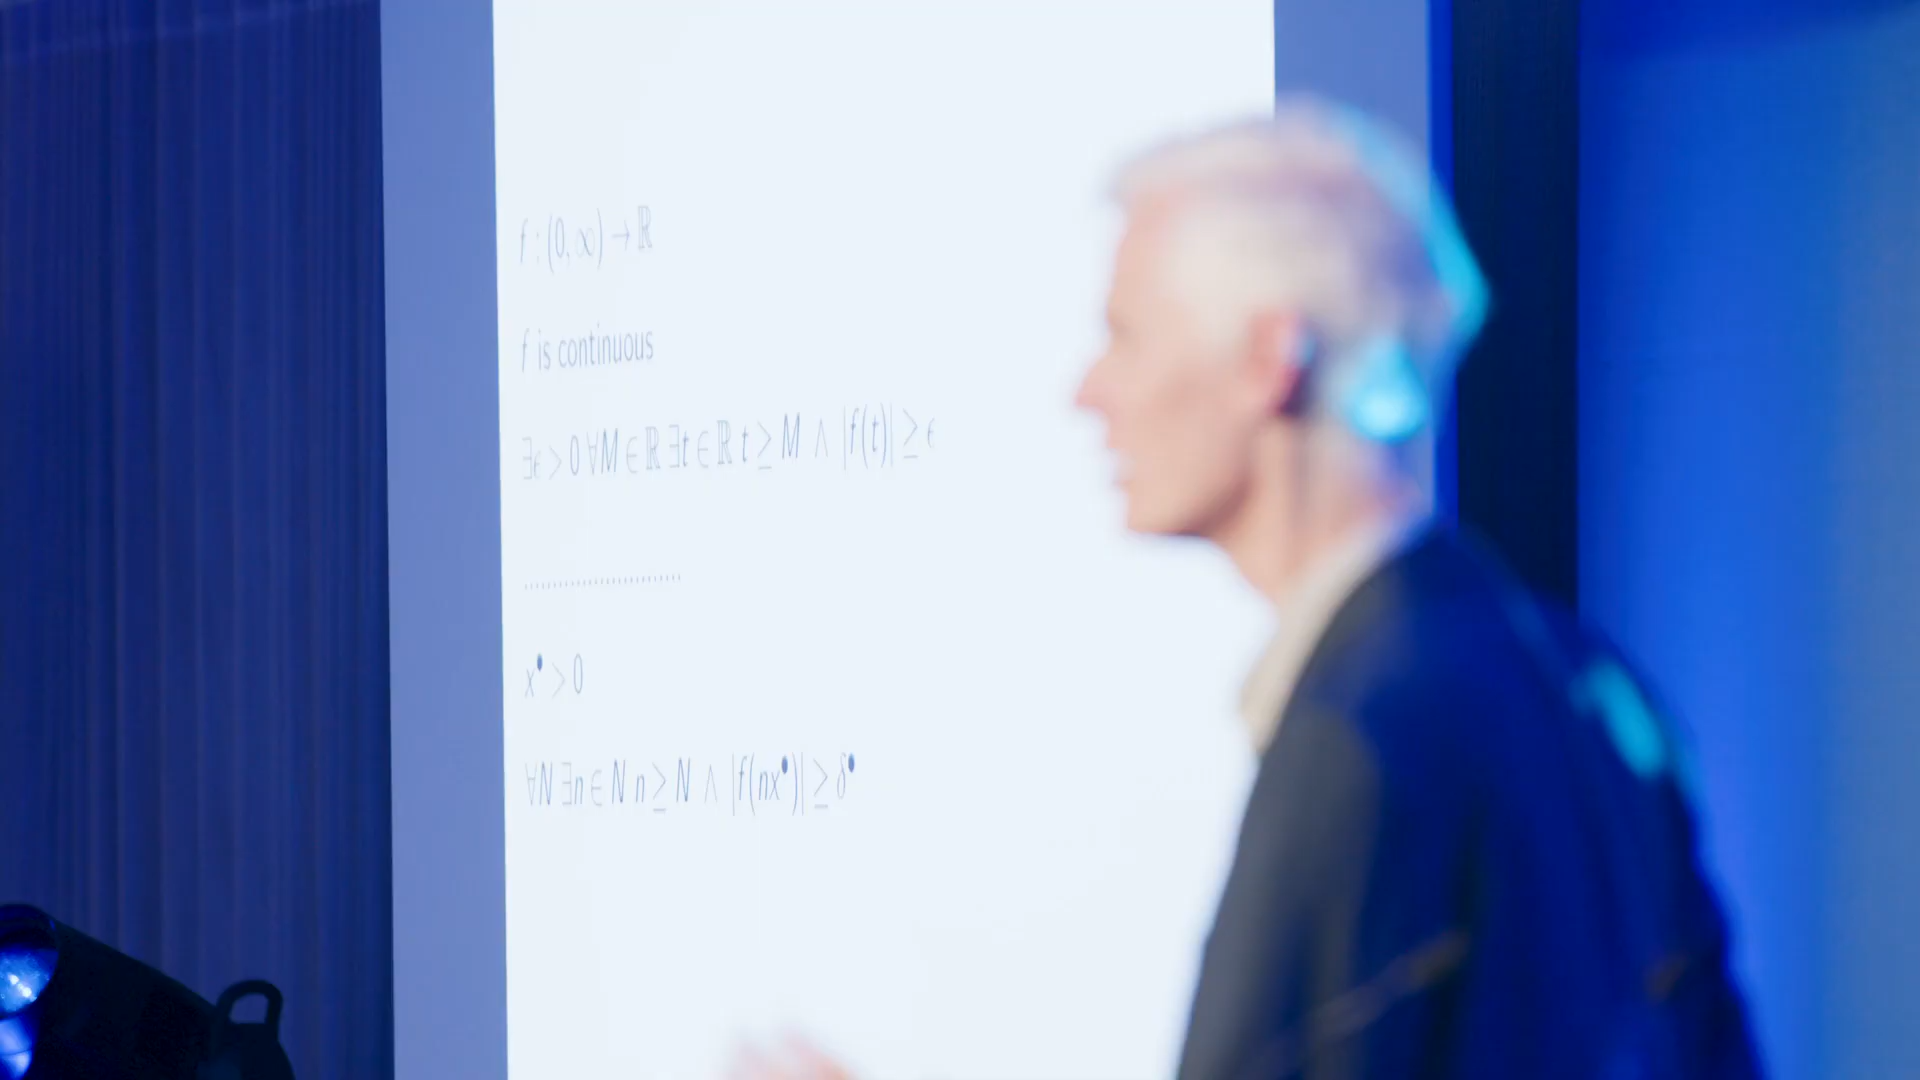 f : (0, ∞) → ℝ
f is continuous
∃ϵ > 0 ∀M ∈ ℝ ∃t ∈ ℝ t ≥ M ∧ |f(t)| ≥ ϵ
........................
x• > 0
∀N ∃n ∈ N n ≥ N ∧ |f(nx•)| ≥ δ•